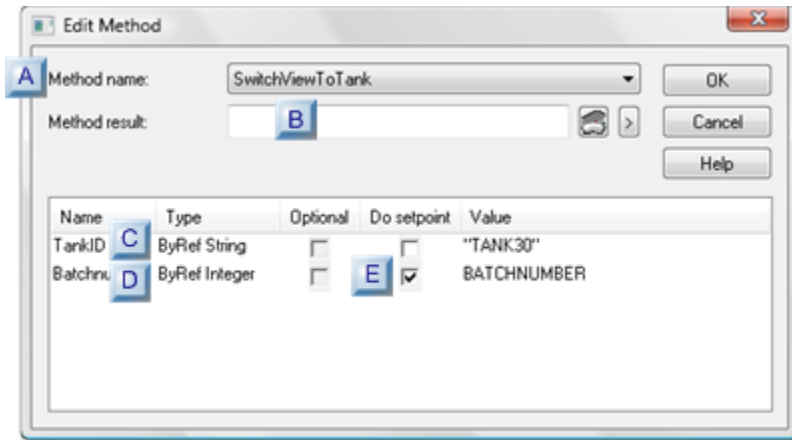 Edit Method
A Method name: SwitchViewToTank OK
Method result: B > Cancel
Help
Name Type Optional Do setpoint Value
TankID C ByRef String "TANK30"
Batchnu D ByRef Integer E BATCHNUMBER